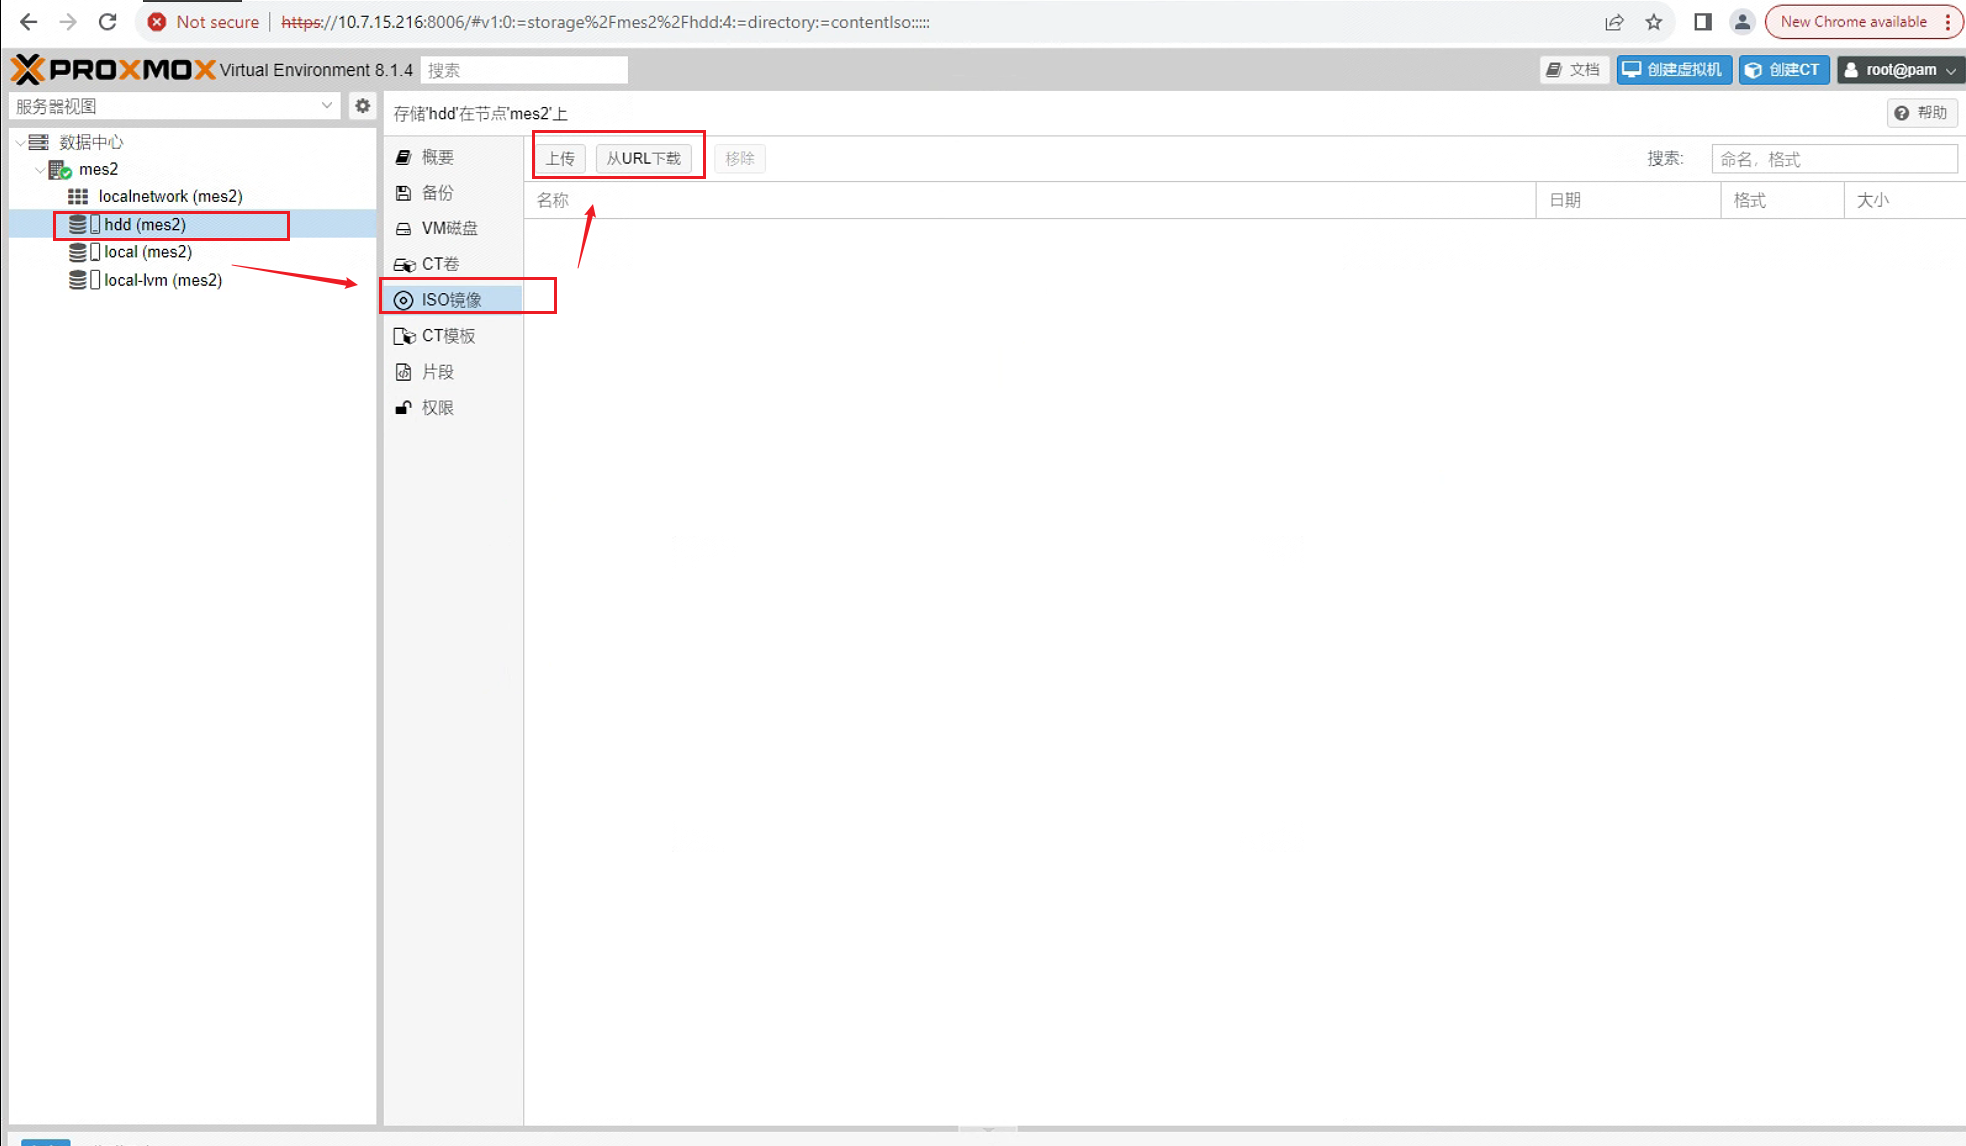 Not secure https://10.7.15.216:8006/#v1:0:=storage%2Fmes2%2Fhdd:4:=directory:=contentIso::::: New Chrome available
PROXMOX Virtual Environment 8.1.4 搜索 文档 创建虚拟机 创建CT root@pam
服务器视图
存储'hdd'在节点'mes2'上 帮助
数据中心
mes2
localnetwork (mes2)
hdd (mes2)
local (mes2)
local-lvm (mes2)
概要
备份
VM磁盘
CT卷
ISO镜像
CT模板
片段
权限
上传 从URL下载 移除 搜索: 命名, 格式
名称 日期 格式 大小